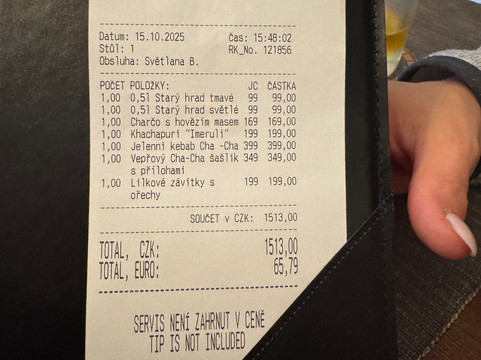 Datum: 15.10.2025 Čas: 15:48:02
Stůl: 1 RK_No. 121856
Obsluha: Světlana B.
POČET POLOŽKY: JC ČÁSTKA
1,00 0,5l Starý hrad tmavé 99 99,00
1,00 0,5l Starý hrad světlé 99 99,00
1,00 Charčo s hovězím masem 169 169,00
1,00 Khachapuri "Imeruli" 199 199,00
1,00 Jelenní kebab Cha -Cha 399 399,00
1,00 Vepřový Cha-Cha šašlik 349 349,00
s přílohami
1,00 Lilkové závitky s 199 199,00
ořechy
SOUČET v CZK: 1513,00
TOTAL, CZK: 1513,00
TOTAL, EURO: 65,79
SERVIS NENÍ ZAHRNUT V CENĚ
TIP IS NOT INCLUDED